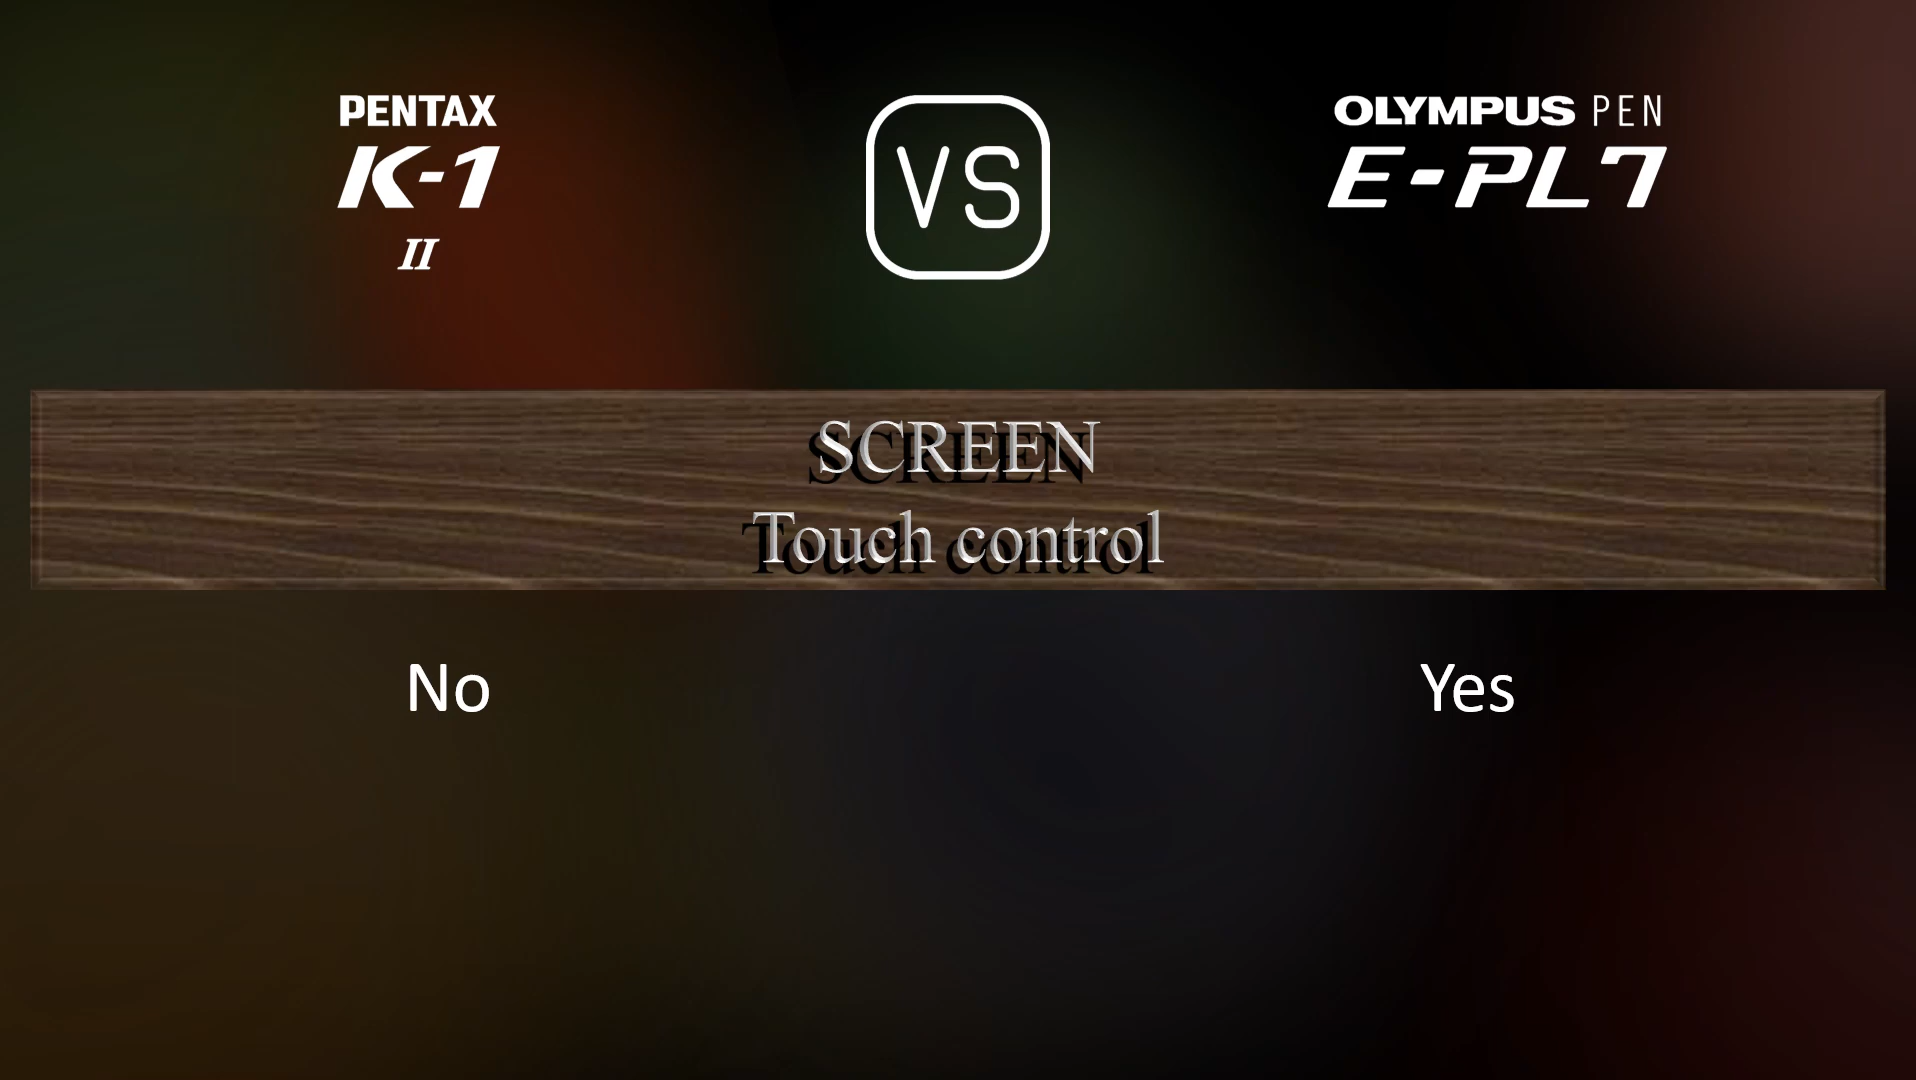 PENTAX
K-1
II
VS
OLYMPUS PEN
E-PL7
SCREEN
Touch control
No
Yes